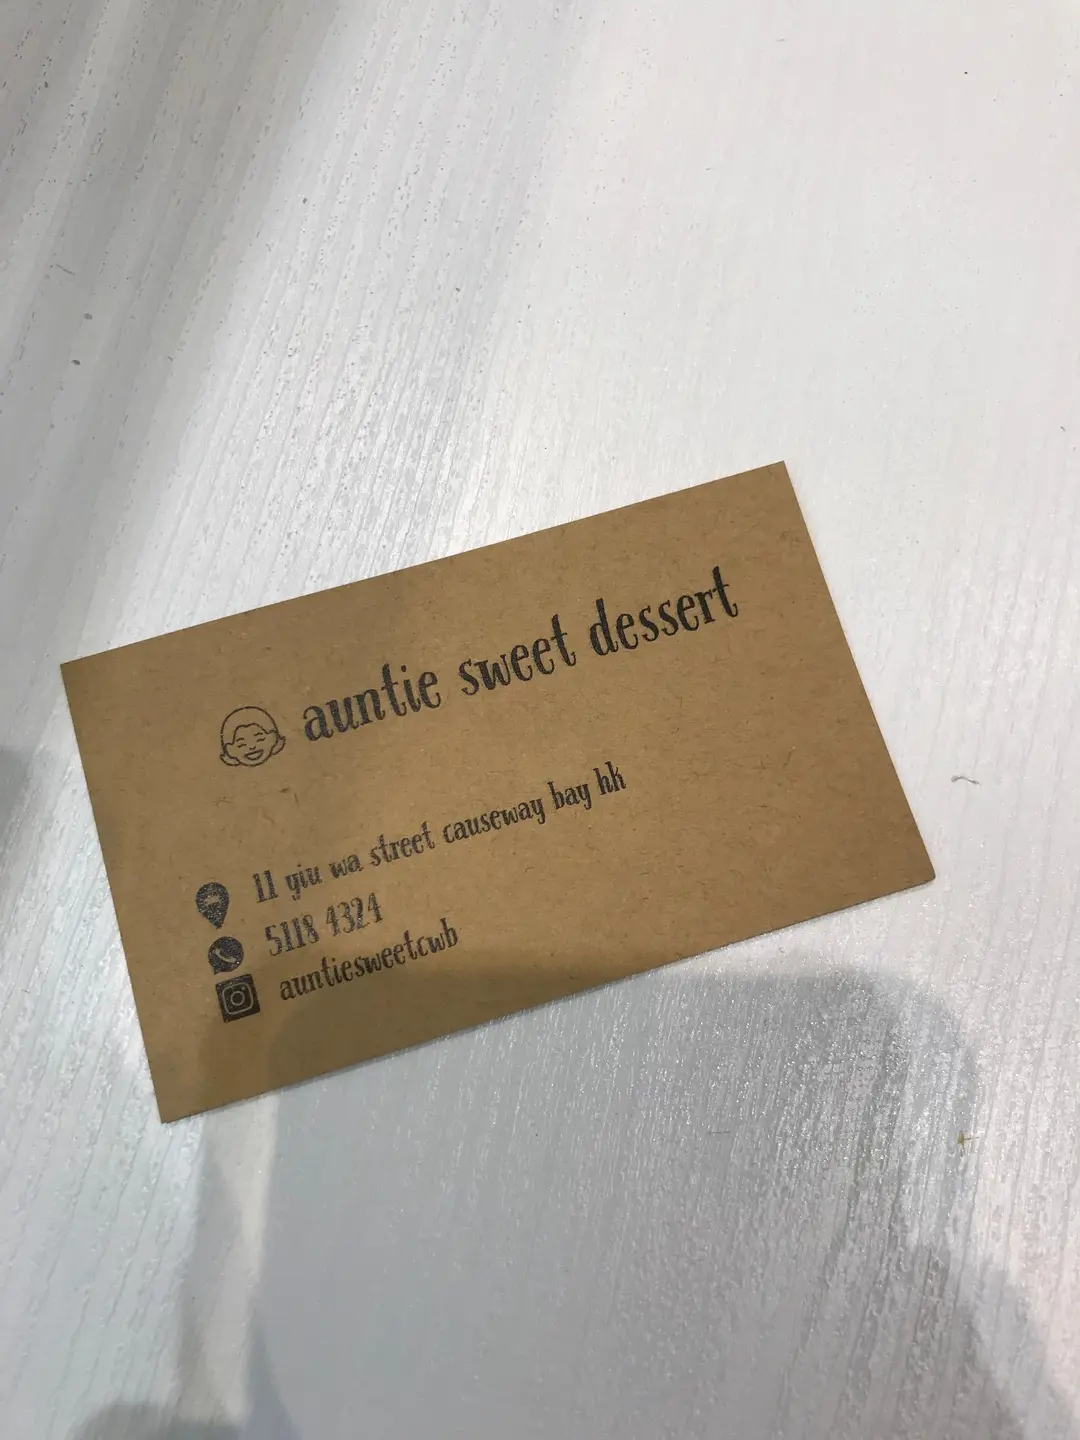 auntie sweet dessert
11 yiu wa street causeway bay hk
5118 4324
auntiesweetcwb